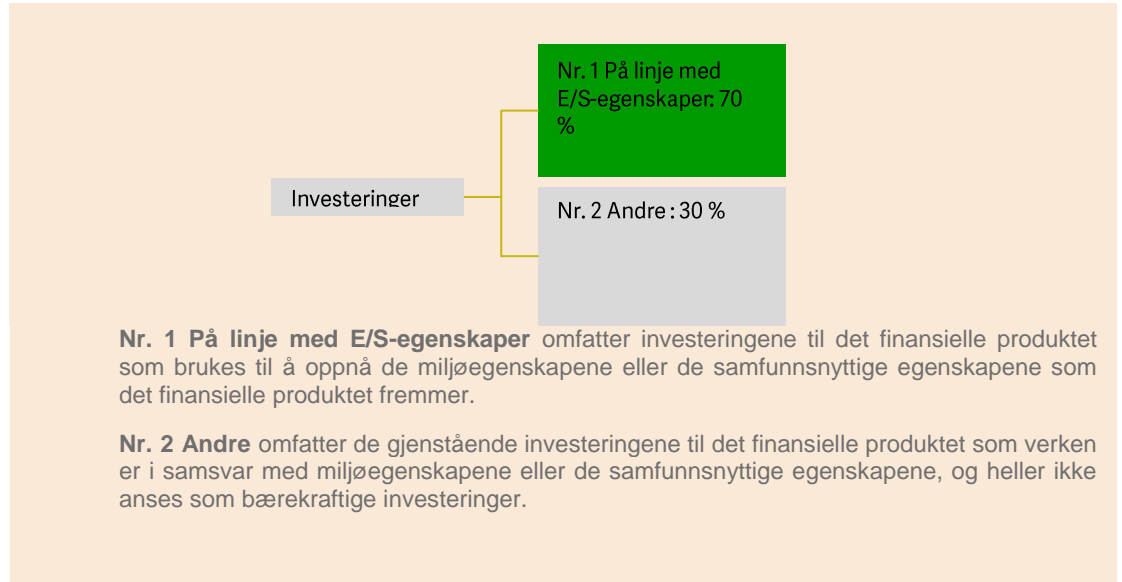 Nr. 1 På linje med
E/S-egenskaper: 70
%
Investeringer
Nr. 2 Andre : 30 %
Nr. 1 På linje med E/S-egenskaper omfatter investeringene til det finansielle produktet
som brukes til å oppnå de miljøegenskapene eller de samfunnsnyttige egenskapene som
det finansielle produktet fremmer.
Nr. 2 Andre omfatter de gjenstående investeringene til det finansielle produktet som verken
er i samsvar med miljøegenskapene eller de samfunnsnyttige egenskapene, og heller ikke
anses som bærekraftige investeringer.